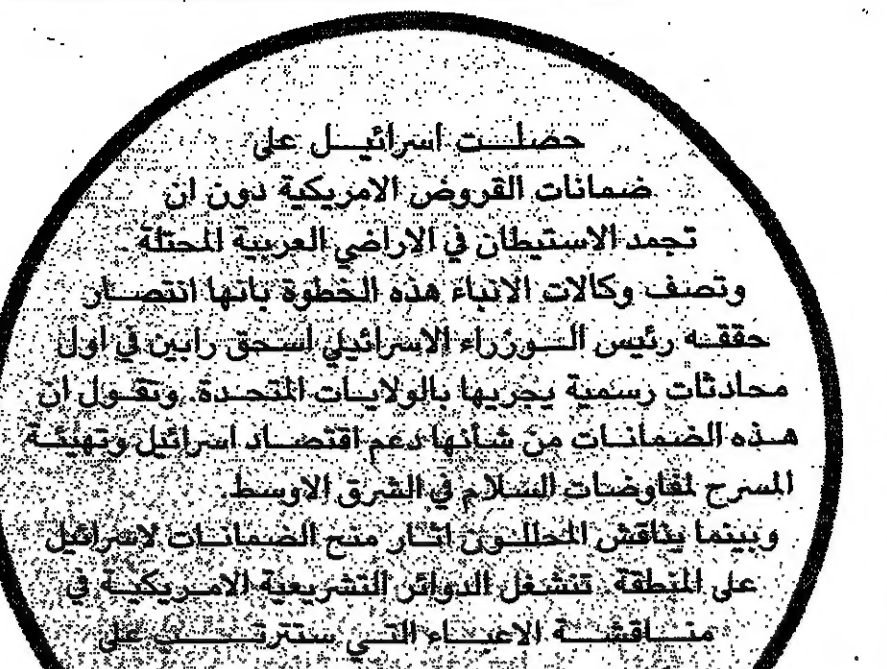 حصلت اسرائيل على
ضمانات القروض الامريكية دون ان
تجمد الاستيطان في الاراضي العربية المحتلة
وتصف وكالات الانباء هذه الخطوة بانها انتصار
حققه رئيس الوزراء الاسرائيلي اسحق رابين في اول
محادثات رسمية يجريها بالولايات المتحدة. وتقول ان
هذه الضمانات من شأنها دعم اقتصاد اسرائيل وتهيئة
المسرح لمفاوضات السلام في الشرق الاوسط.
وبينما يناقش المحللون اثار منح الضمانات لاسرائيل
على المنطقة تنشغل الدوائر التشريعية الامريكية في
مناقشة الاعباء التي ستترتب على